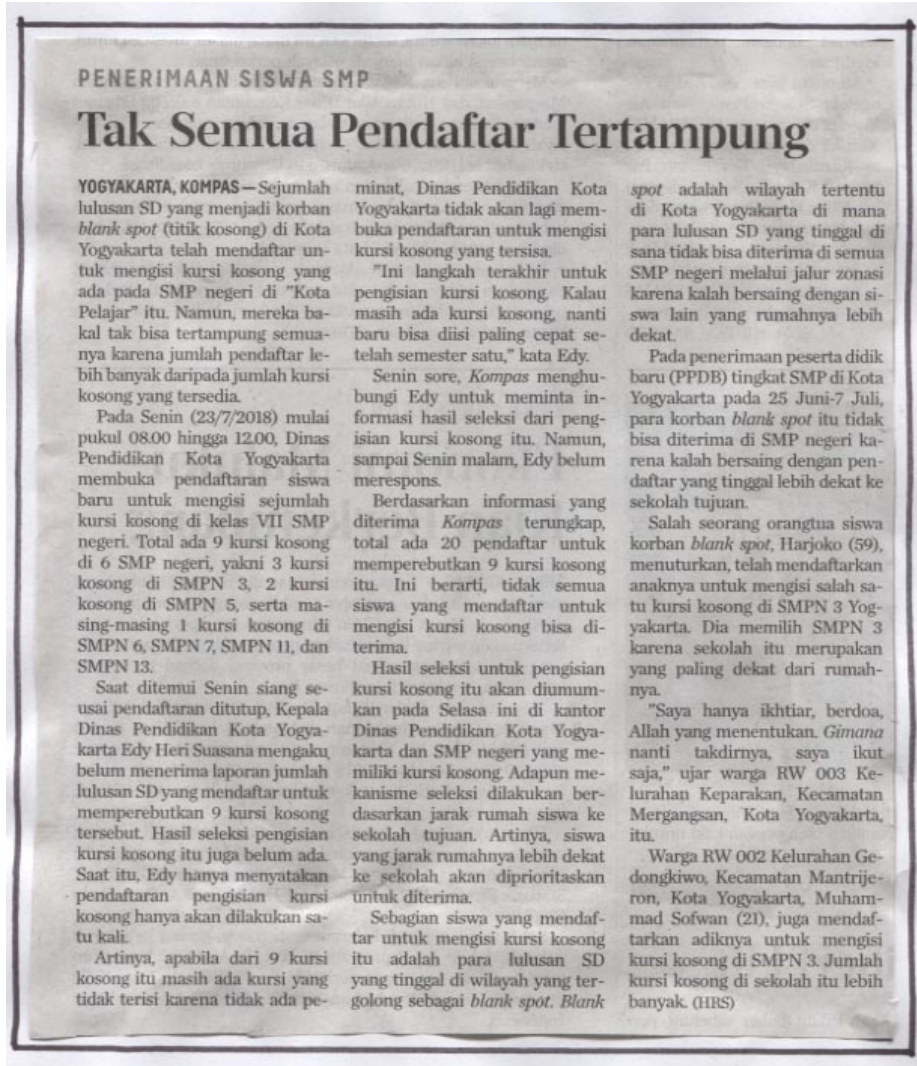 PENERIMAAN SISWA SMP
Tak Semua Pendaftar Tertampung
YOGYAKARTA, KOMPAS — Sejumlah
lulusan SD yang menjadi korban
blank spot (titik kosong) di Kota
Yogyakarta telah mendaftar un-
tuk mengisi kursi kosong yang
ada pada SMP negeri di "Kota
Pelajar" itu. Namun, mereka ba-
kal tak bisa tertampung semua-
nya karena jumlah pendaftar le-
bih banyak daripada jumlah kursi
kosong yang tersedia.
Pada Senin (23/7/2018) mulai
pukul 08.00 hingga 12.00, Dinas
Pendidikan Kota Yogyakarta
membuka pendaftaran siswa
baru untuk mengisi sejumlah
kursi kosong di kelas VII SMP
negeri. Total ada 9 kursi kosong
di 6 SMP negeri, yakni 3 kursi
kosong di SMPN 3, 2 kursi
kosong di SMPN 5, serta ma-
sing-masing 1 kursi kosong di
SMPN 6, SMPN 7, SMPN 11, dan
SMPN 13.
Saat ditemui Senin siang se-
usai pendaftaran ditutup, Kepala
Dinas Pendidikan Kota Yogya-
karta Edy Heri Suasana mengaku
belum menerima laporan jumlah
lulusan SD yang mendaftar untuk
memperebutkan 9 kursi kosong
tersebut. Hasil seleksi pengisian
kursi kosong itu juga belum ada.
Saat itu, Edy hanya menyatakan
pendaftaran pengisian kursi
kosong hanya akan dilakukan sa-
tu kali.
Artinya, apabila dari 9 kursi
kosong itu masih ada kursi yang
tidak terisi karena tidak ada pe-
minat, Dinas Pendidikan Kota
Yogyakarta tidak akan lagi mem-
buka pendaftaran untuk mengisi
kursi kosong yang tersisa.
"Ini langkah terakhir untuk
pengisian kursi kosong. Kalau
masih ada kursi kosong, nanti
baru bisa diisi paling cepat se-
telah semester satu," kata Edy.
Senin sore, Kompas menghu-
bungi Edy untuk meminta in-
formasi hasil seleksi dari peng-
isian kursi kosong itu. Namun,
sampai Senin malam, Edy belum
merespons.
Berdasarkan informasi yang
diterima Kompas terungkap,
total ada 20 pendaftar untuk
memperebutkan 9 kursi kosong
itu. Ini berarti, tidak semua
siswa yang mendaftar untuk
mengisi kursi kosong bisa di-
terima.
Hasil seleksi untuk pengisian
kursi kosong itu akan diumum-
kan pada Selasa ini di kantor
Dinas Pendidikan Kota Yogya-
karta dan SMP negeri yang me-
miliki kursi kosong. Adapun me-
kanisme seleksi dilakukan ber-
dasarkan jarak rumah siswa ke
sekolah tujuan. Artinya, siswa
yang jarak rumahnya lebih dekat
ke sekolah akan diprioritaskan
untuk diterima.
Sebagian siswa yang mendaf-
tar untuk mengisi kursi kosong
itu adalah para lulusan SD
yang tinggal di wilayah yang ter-
golong sebagai blank spot. Blank
spot adalah wilayah tertentu
di Kota Yogyakarta di mana
para lulusan SD yang tinggal di
sana tidak bisa diterima di semua
SMP negeri melalui jalur zonasi
karena kalah bersaing dengan si-
swa lain yang rumahnya lebih
dekat.
Pada penerimaan peserta didik
baru (PPDB) tingkat SMP di Kota
Yogyakarta pada 25 Juni-7 Juli,
para korban blank spot itu tidak
bisa diterima di SMP negeri ka-
rena kalah bersaing dengan pen-
daftar yang tinggal lebih dekat ke
sekolah tujuan.
Salah seorang orangtua siswa
korban blank spot, Harjoko (59),
menuturkan, telah mendaftarkan
anaknya untuk mengisi salah sa-
tu kursi kosong di SMPN 3 Yog-
yakarta. Dia memilih SMPN 3
karena sekolah itu merupakan
yang paling dekat dari rumah-
nya.
"Saya hanya ikhtiar, berdoa,
Allah yang menentukan. Gimana
nanti takdirnya, saya ikut
saja," ujar warga RW 003 Ke-
lurahan Keparakan, Kecamatan
Mergangsan, Kota Yogyakarta,
itu.
Warga RW 002 Kelurahan Ge-
dongkiwo, Kecamatan Mantrije-
ron, Kota Yogyakarta, Muham-
mad Sofwan (21), juga mendaf-
tarkan adiknya untuk mengisi
kursi kosong di SMPN 3. Jumlah
kursi kosong di sekolah itu lebih
banyak. (HRS)